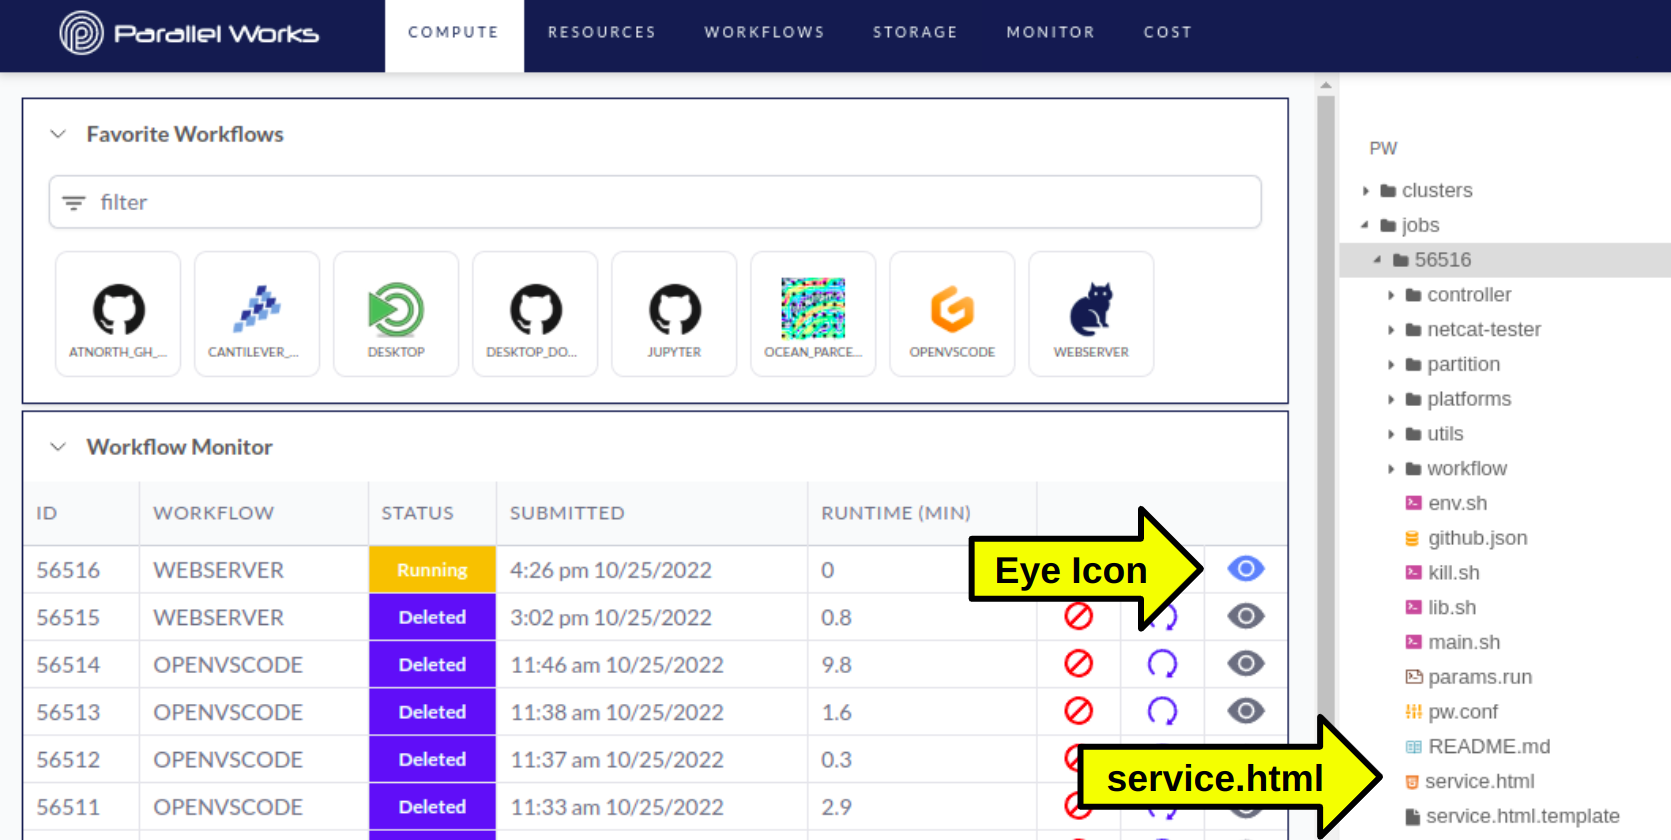 Parallel Works COMPUTE RESOURCES WORKFLOWS STORAGE MONITOR COST
Favorite Workflows
filter
ATNORTH_GH_... CANTILEVER_... DESKTOP DESKTOP_DO... JUPYTER OCEAN_PARCE... OPENVSCODE WEBSERVER
Workflow Monitor
ID WORKFLOW STATUS SUBMITTED RUNTIME (MIN)
56516 WEBSERVER Running 4:26 pm 10/25/2022 0
Eye Icon
56515 WEBSERVER Deleted 3:02 pm 10/25/2022 0.8
56514 OPENVSCODE Deleted 11:46 am 10/25/2022 9.8
56513 OPENVSCODE Deleted 11:38 am 10/25/2022 1.6
56512 OPENVSCODE Deleted 11:37 am 10/25/2022 0.3
56511 OPENVSCODE Deleted 11:33 am 10/25/2022 2.9
service.html
PW
clusters
jobs
56516
controller
netcat-tester
partition
platforms
utils
workflow
env.sh
github.json
kill.sh
lib.sh
main.sh
params.run
pw.conf
README.md
service.html
service.html.template